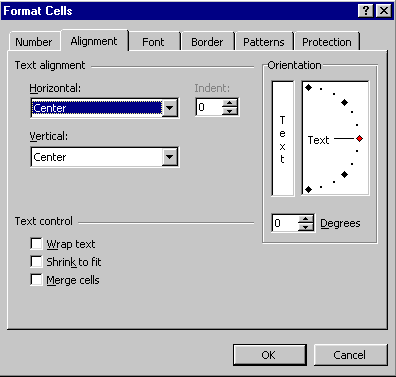 Format Cells
Number Alignment Font Border Patterns Protection
Text alignment
Horizontal:
Center
Indent:
0
Vertical:
Center
Text control
Wrap text
Shrink to fit
Merge cells
Orientation
Text
Text
0 Degrees
OK Cancel